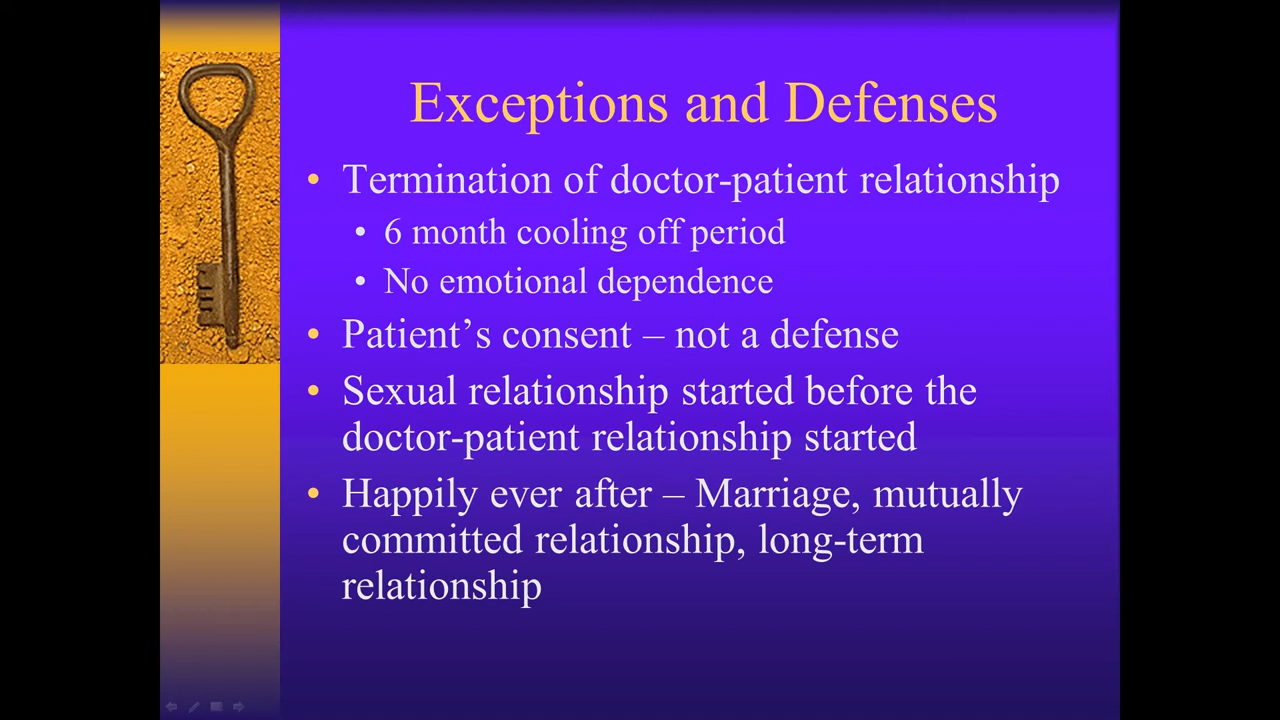 Exceptions and Defenses
• Termination of doctor-patient relationship
• 6 month cooling off period
• No emotional dependence
• Patient’s consent – not a defense
• Sexual relationship started before the
doctor-patient relationship started
• Happily ever after – Marriage, mutually
committed relationship, long-term
relationship